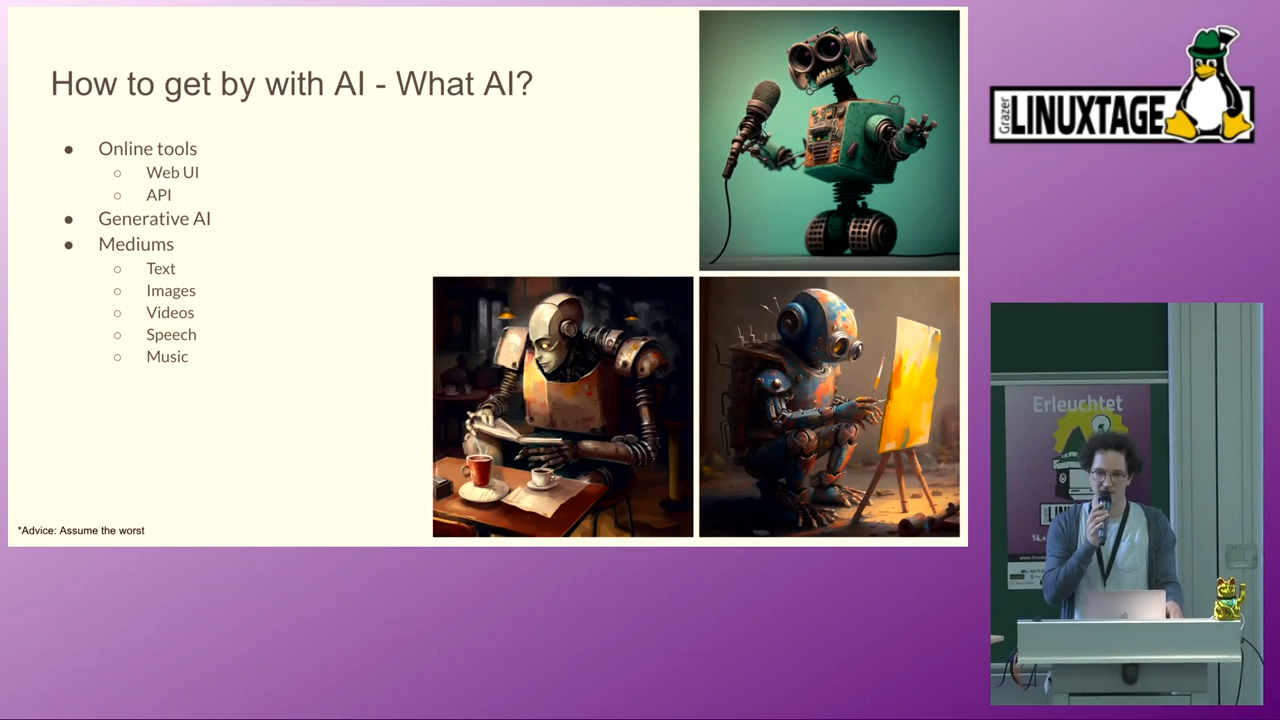 How to get by with AI - What AI?
● Online tools
○ Web UI
○ API
● Generative AI
● Mediums
○ Text
○ Images
○ Videos
○ Speech
○ Music
*Advice: Assume the worst
Grazer
LINUXTAGE
Erleuchtet